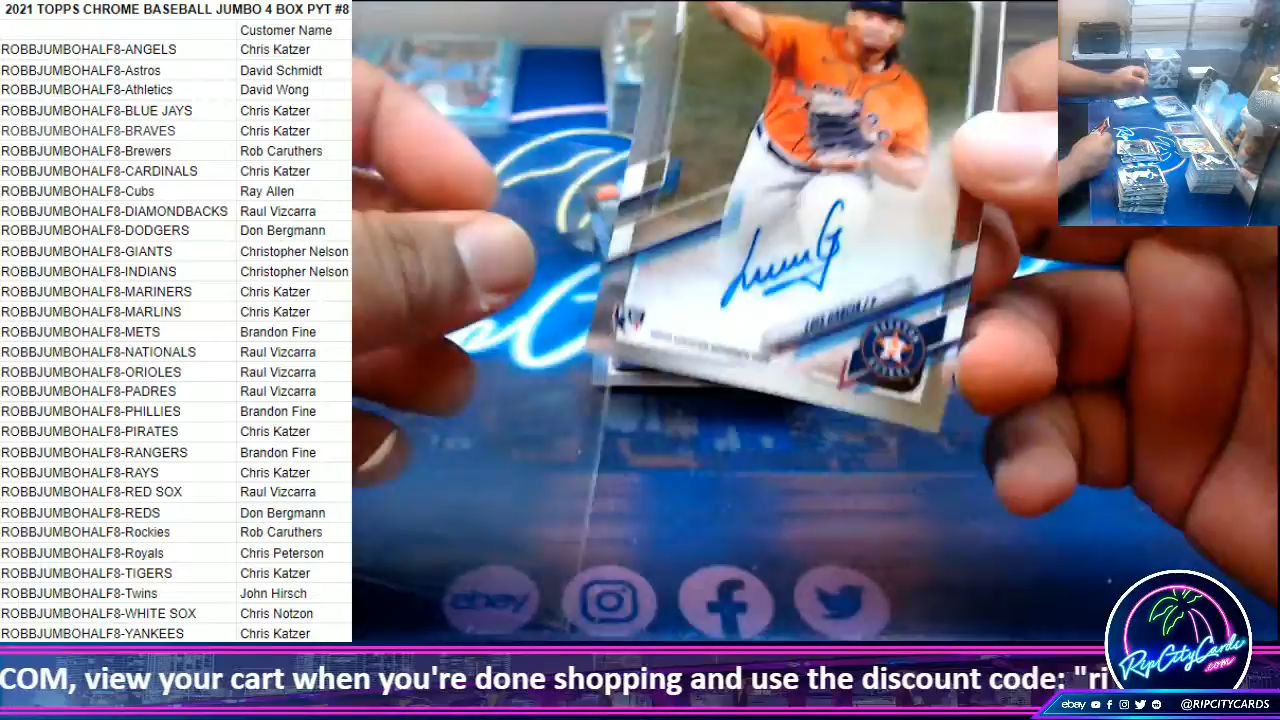 2021 TOPPS CHROME BASEBALL JUMBO 4 BOX PYT #8
Customer Name
ROBBJUMBOHALF8-ANGELS Chris Katzer
ROBBJUMBOHALF8-Astros David Schmidt
ROBBJUMBOHALF8-Athletics David Wong
ROBBJUMBOHALF8-BLUE JAYS Chris Katzer
ROBBJUMBOHALF8-BRAVES Chris Katzer
ROBBJUMBOHALF8-Brewers Rob Caruthers
ROBBJUMBOHALF8-CARDINALS Chris Katzer
ROBBJUMBOHALF8-Cubs Ray Allen
ROBBJUMBOHALF8-DIAMONDBACKS Raul Vizcarra
ROBBJUMBOHALF8-DODGERS Don Bergmann
ROBBJUMBOHALF8-GIANTS Christopher Nelson
ROBBJUMBOHALF8-INDIANS Christopher Nelson
ROBBJUMBOHALF8-MARINERS Chris Katzer
ROBBJUMBOHALF8-MARLINS Chris Katzer
ROBBJUMBOHALF8-METS Brandon Fine
ROBBJUMBOHALF8-NATIONALS Raul Vizcarra
ROBBJUMBOHALF8-ORIOLES Raul Vizcarra
ROBBJUMBOHALF8-PADRES Raul Vizcarra
ROBBJUMBOHALF8-PHILLIES Brandon Fine
ROBBJUMBOHALF8-PIRATES Chris Katzer
ROBBJUMBOHALF8-RANGERS Brandon Fine
ROBBJUMBOHALF8-RAYS Chris Katzer
ROBBJUMBOHALF8-RED SOX Raul Vizcarra
ROBBJUMBOHALF8-REDS Don Bergmann
ROBBJUMBOHALF8-Rockies Rob Caruthers
ROBBJUMBOHALF8-Royals Chris Peterson
ROBBJUMBOHALF8-TIGERS Chris Katzer
ROBBJUMBOHALF8-Twins John Hirsch
ROBBJUMBOHALF8-WHITE SOX Chris Notzon
ROBBJUMBOHALF8-YANKEES Chris Katzer
ebay
RipCityCards
.com
COM, view your cart when you're done shopping and use the discount code: "ri
ebay @RIPCITYCARDS